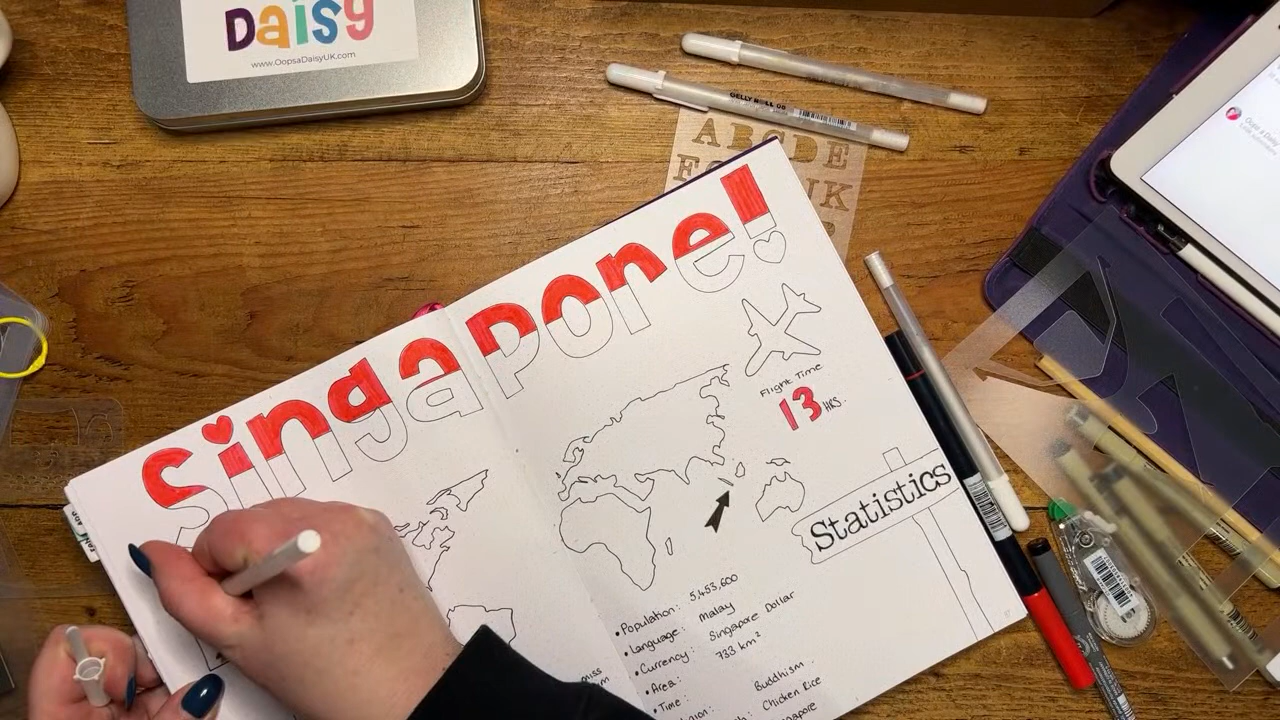 Daisy
www.OopsaDaisyUK.com
GELLY ROLL 08
ABCDE
Singapore!
Flight Time
13 HRS.
Statistics
• Population: 5,453,600
• Language: Malay
• Currency: Singapore Dollar
• Area: 733 km²
• Time:
Buddhism
Chicken Rice